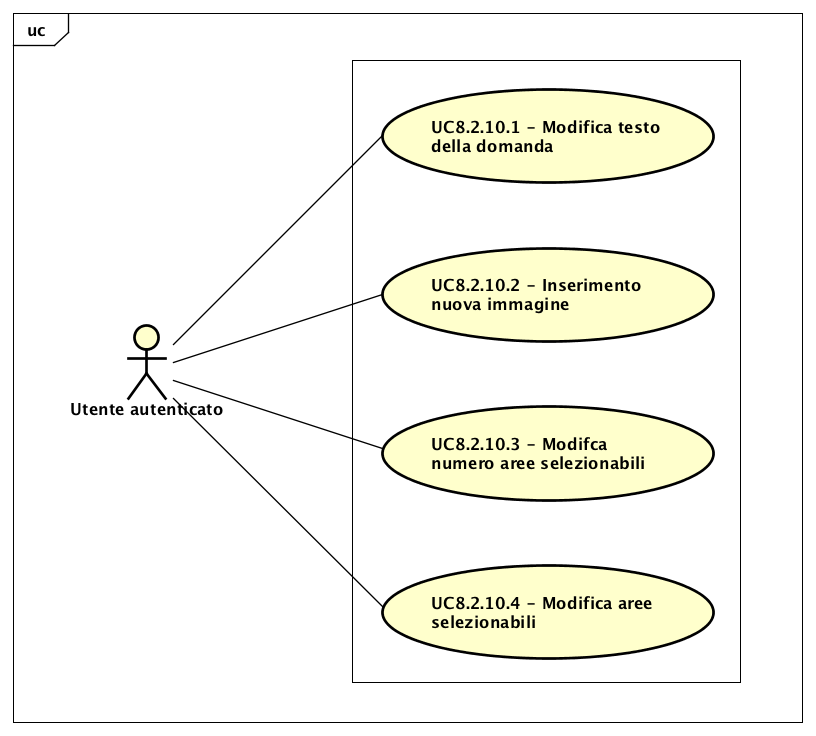 uc
UC8.2.10.1 – Modifica testo
della domanda
UC8.2.10.2 – Inserimento
nuova immagine
Utente autenticato
UC8.2.10.3 – Modifca
numero aree selezionabili
UC8.2.10.4 – Modifica aree
selezionabili